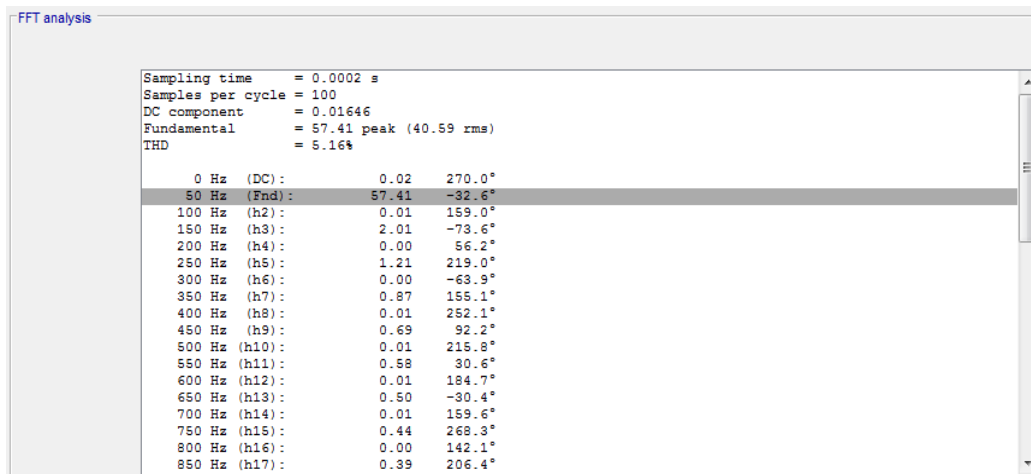 FFT analysis
Sampling time = 0.0002 s
Samples per cycle = 100
DC component = 0.01646
Fundamental = 57.41 peak (40.59 rms)
THD = 5.16%
0 Hz (DC): 0.02 270.0°
50 Hz (Fnd): 57.41 -32.6°
100 Hz (h2): 0.01 159.0°
150 Hz (h3): 2.01 -73.6°
200 Hz (h4): 0.00 56.2°
250 Hz (h5): 1.21 219.0°
300 Hz (h6): 0.00 -63.9°
350 Hz (h7): 0.87 155.1°
400 Hz (h8): 0.01 252.1°
450 Hz (h9): 0.69 92.2°
500 Hz (h10): 0.01 215.8°
550 Hz (h11): 0.58 30.6°
600 Hz (h12): 0.01 184.7°
650 Hz (h13): 0.50 -30.4°
700 Hz (h14): 0.01 159.6°
750 Hz (h15): 0.44 268.3°
800 Hz (h16): 0.00 142.1°
850 Hz (h17): 0.39 206.4°